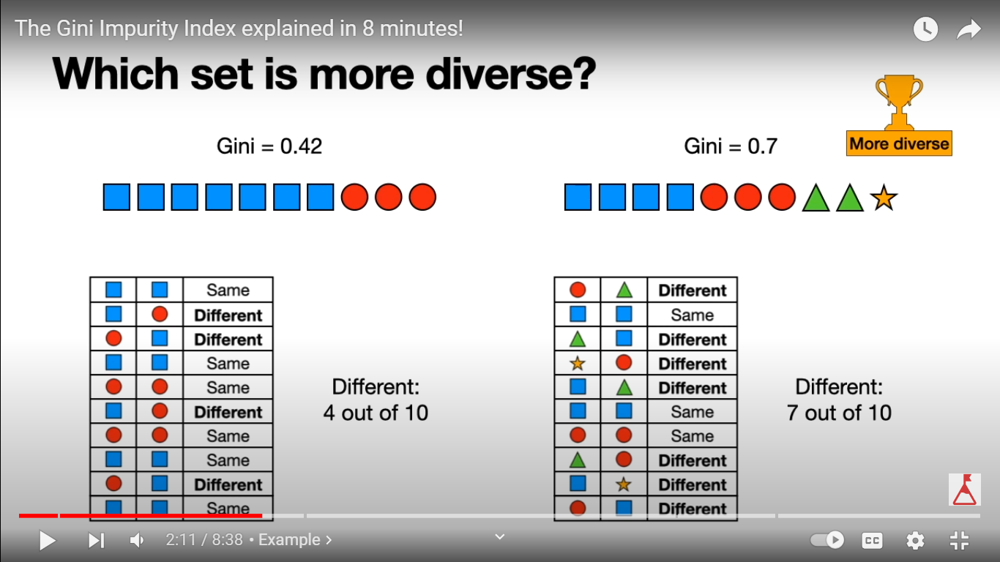 The Gini Impurity Index explained in 8 minutes!
Which set is more diverse?
More diverse
Gini = 0.42
Gini = 0.7
Same
Different
Different
Same
Same
Different
Same
Same
Different
Same
Different:
4 out of 10
Different
Same
Different
Different
Different
Same
Same
Different
Different
Different
Different:
7 out of 10
2:11 / 8:38 • Example >
CC